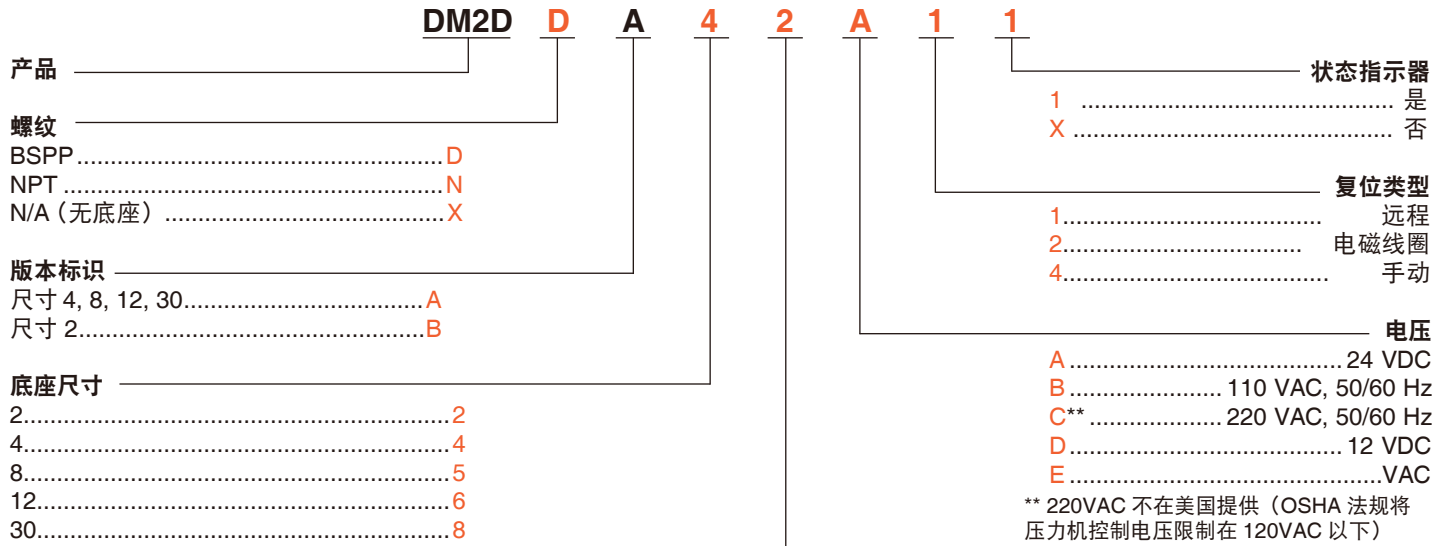 DM2D D A 4 2 A 1 1
产品
螺纹
BSPP ................ D
NPT ................ N
N/A（无底座） ................ X
版本标识
尺寸 4, 8, 12, 30 ................ A
尺寸 2 ................ B
底座尺寸
2 ................ 2
4 ................ 4
8 ................ 5
12 ................ 6
30 ................ 8
状态指示器
1 ................ 是
X ................ 否
复位类型
1 ................ 远程
2 ................ 电磁线圈
4 ................ 手动
电压
A ................ 24 VDC
B ................ 110 VAC, 50/60 Hz
C** ................ 220 VAC, 50/60 Hz
D ................ 12 VDC
E ................ VAC
** 220VAC 不在美国提供（OSHA 法规将
压力机控制电压限制在 120VAC 以下）